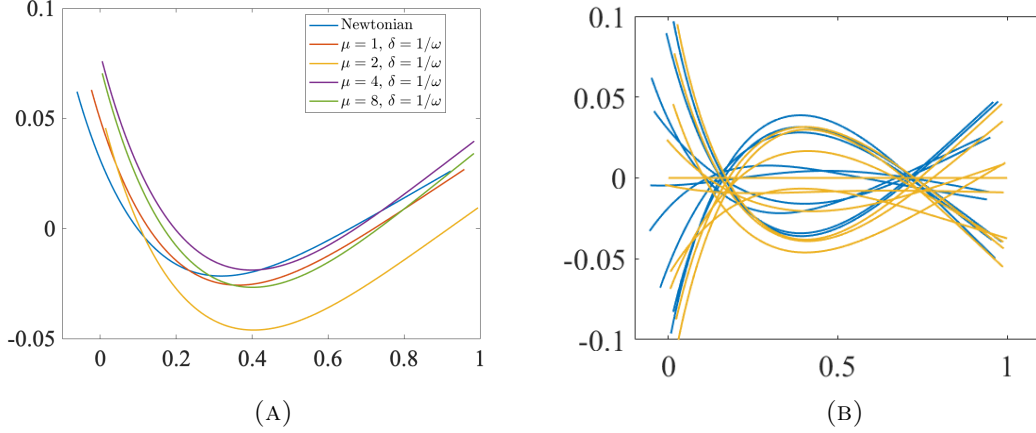 0.1
0.05
0
-0.05
0 0.2 0.4 0.6 0.8 1
Newtonian
μ = 1, δ = 1/ω
μ = 2, δ = 1/ω
μ = 4, δ = 1/ω
μ = 8, δ = 1/ω
(A)
0.1
0.05
0
-0.05
-0.1
0 0.5 1
(B)